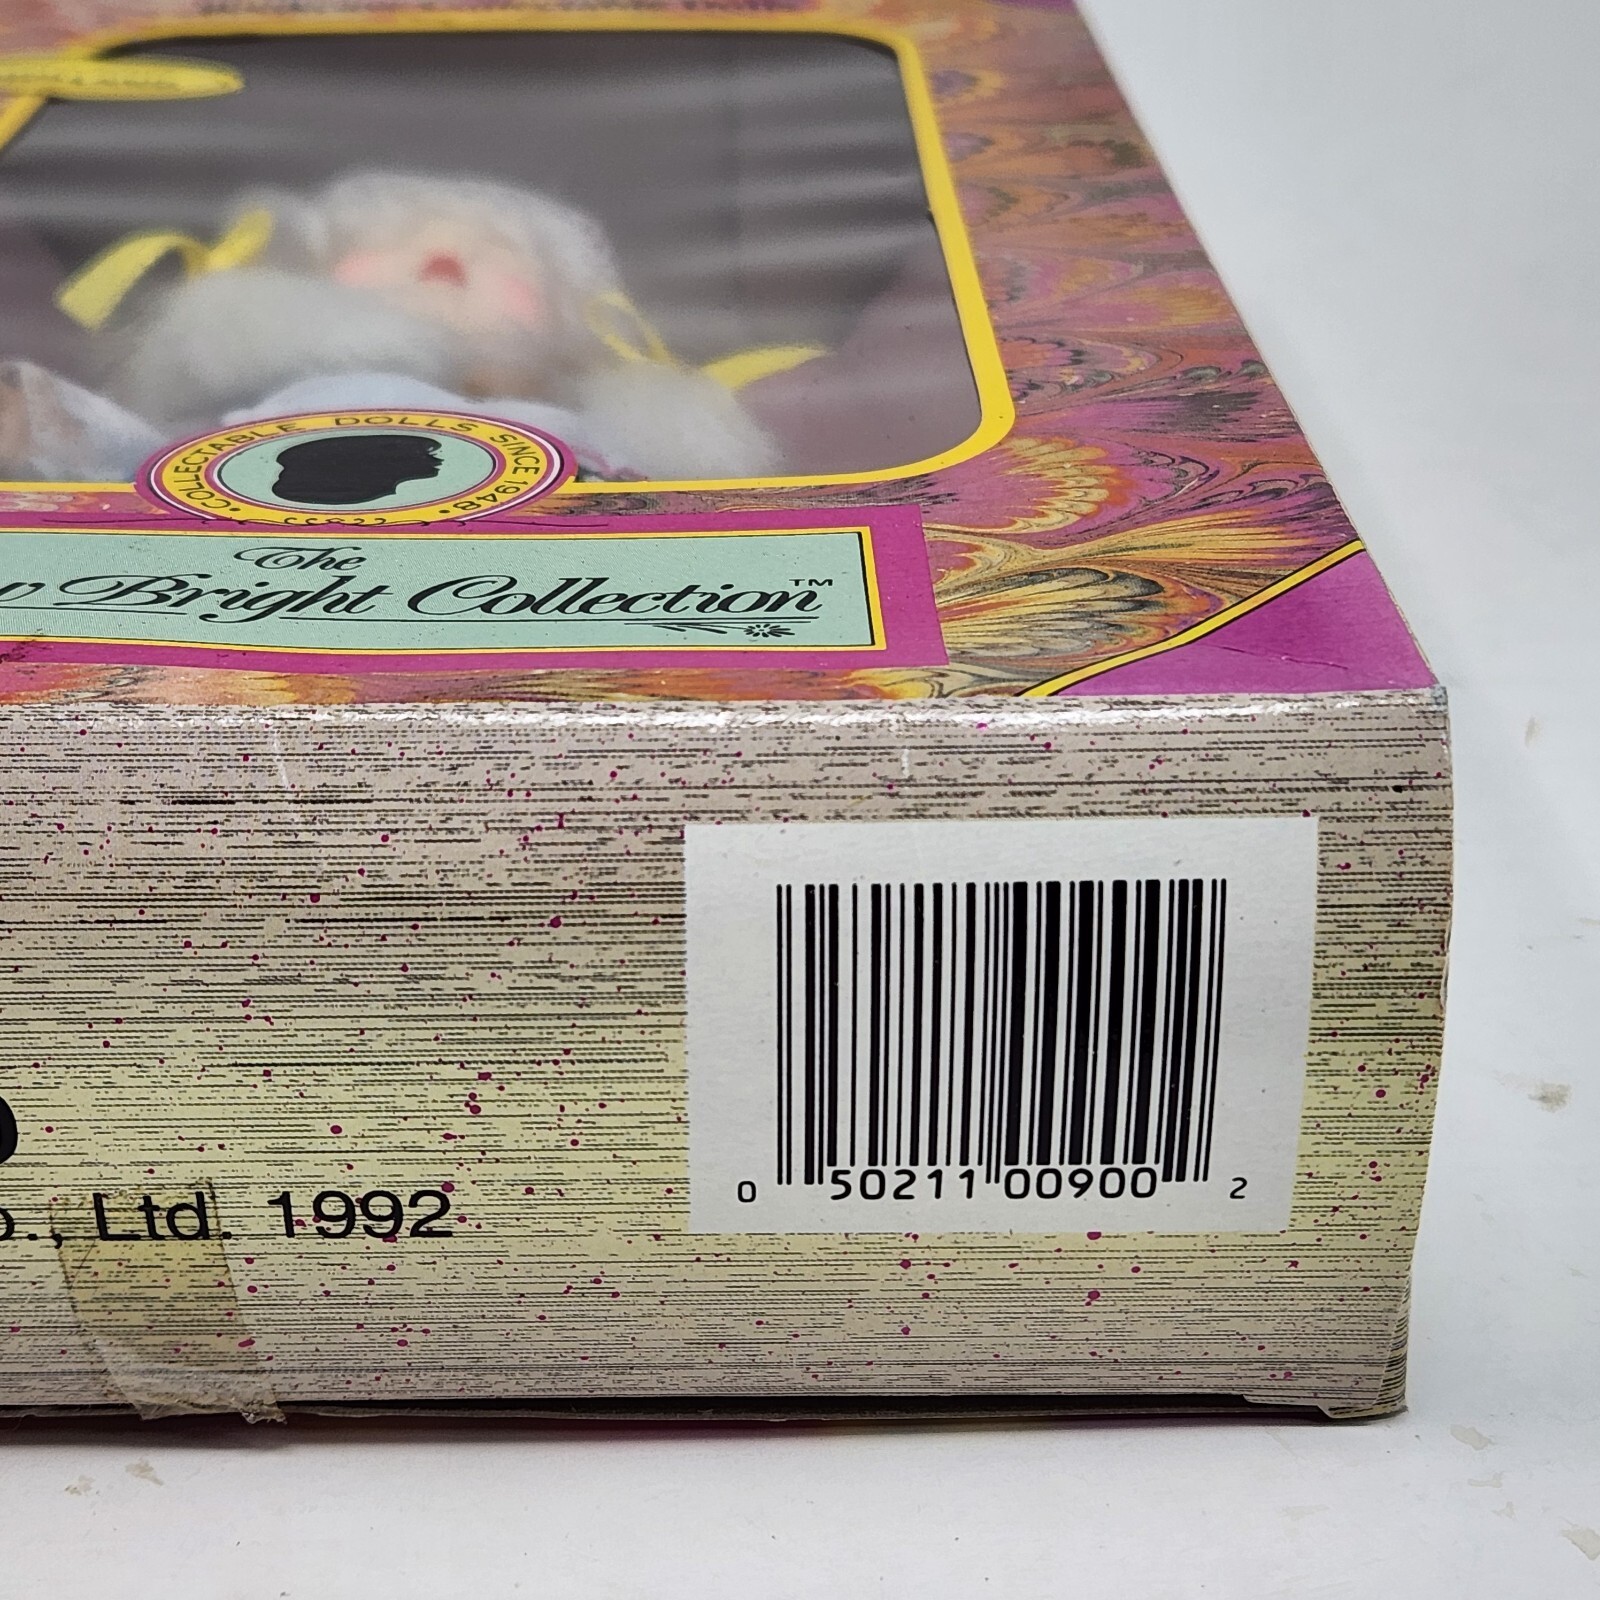 COLLECTABLE DOLLS SINCE 1948
The
Bright Collection™
Ltd. 1992
0 50211 00900 2